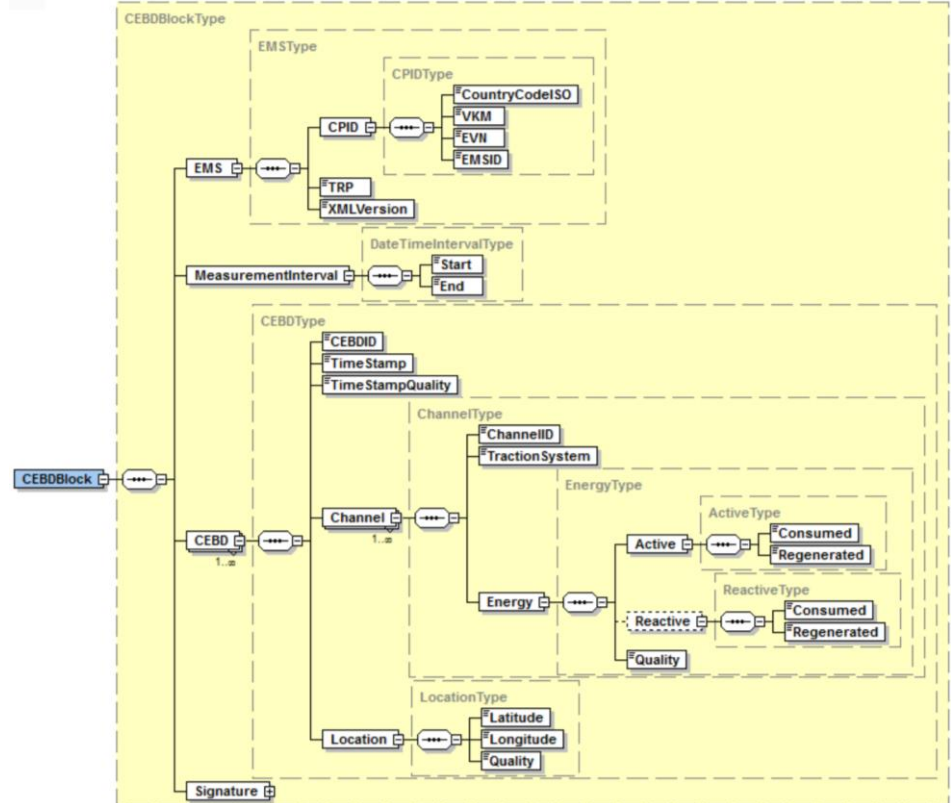 CEBDBlockType
EMSType
CPIDType
CountryCodeISO
VKM
CPID
EVN
EMSID
EMS
TRP
XMLVersion
DateTimeIntervalType
Start
MeasurementInterval
End
CEBDType
CEBDID
TimeStamp
TimeStampQuality
ChannelType
ChannelID
TractionSystem
CEBDBlock
EnergyType
ActiveType
Consumed
Channel
1..∞
CEBD
1..∞
Active
Regenerated
ReactiveType
Energy
Consumed
Reactive
Regenerated
Quality
LocationType
Latitude
Location
Longitude
Quality
Signature